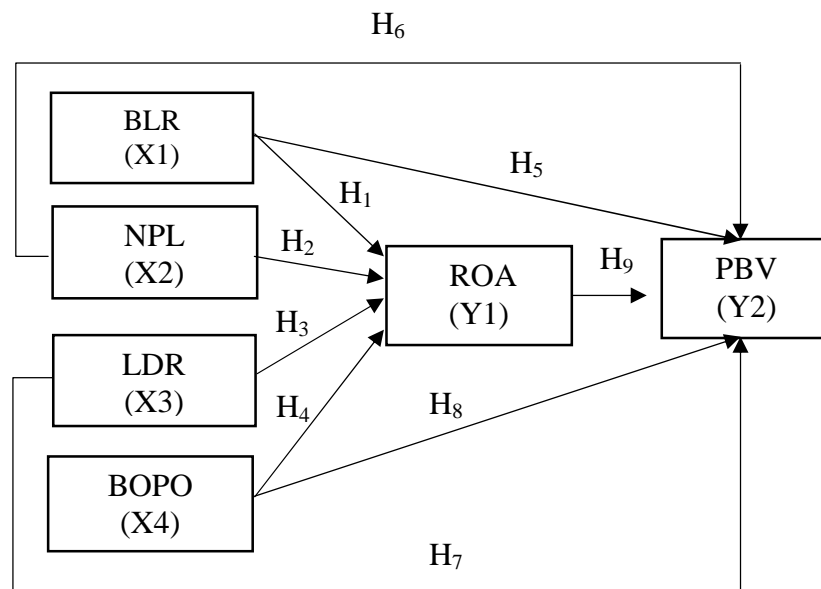 H₆
BLR
(X1)
H₅
H₁
NPL
(X2)
H₂
ROA
(Y1)
H₉
PBV
(Y2)
H₃
LDR
(X3)
H₄
H₈
BOPO
(X4)
H₇